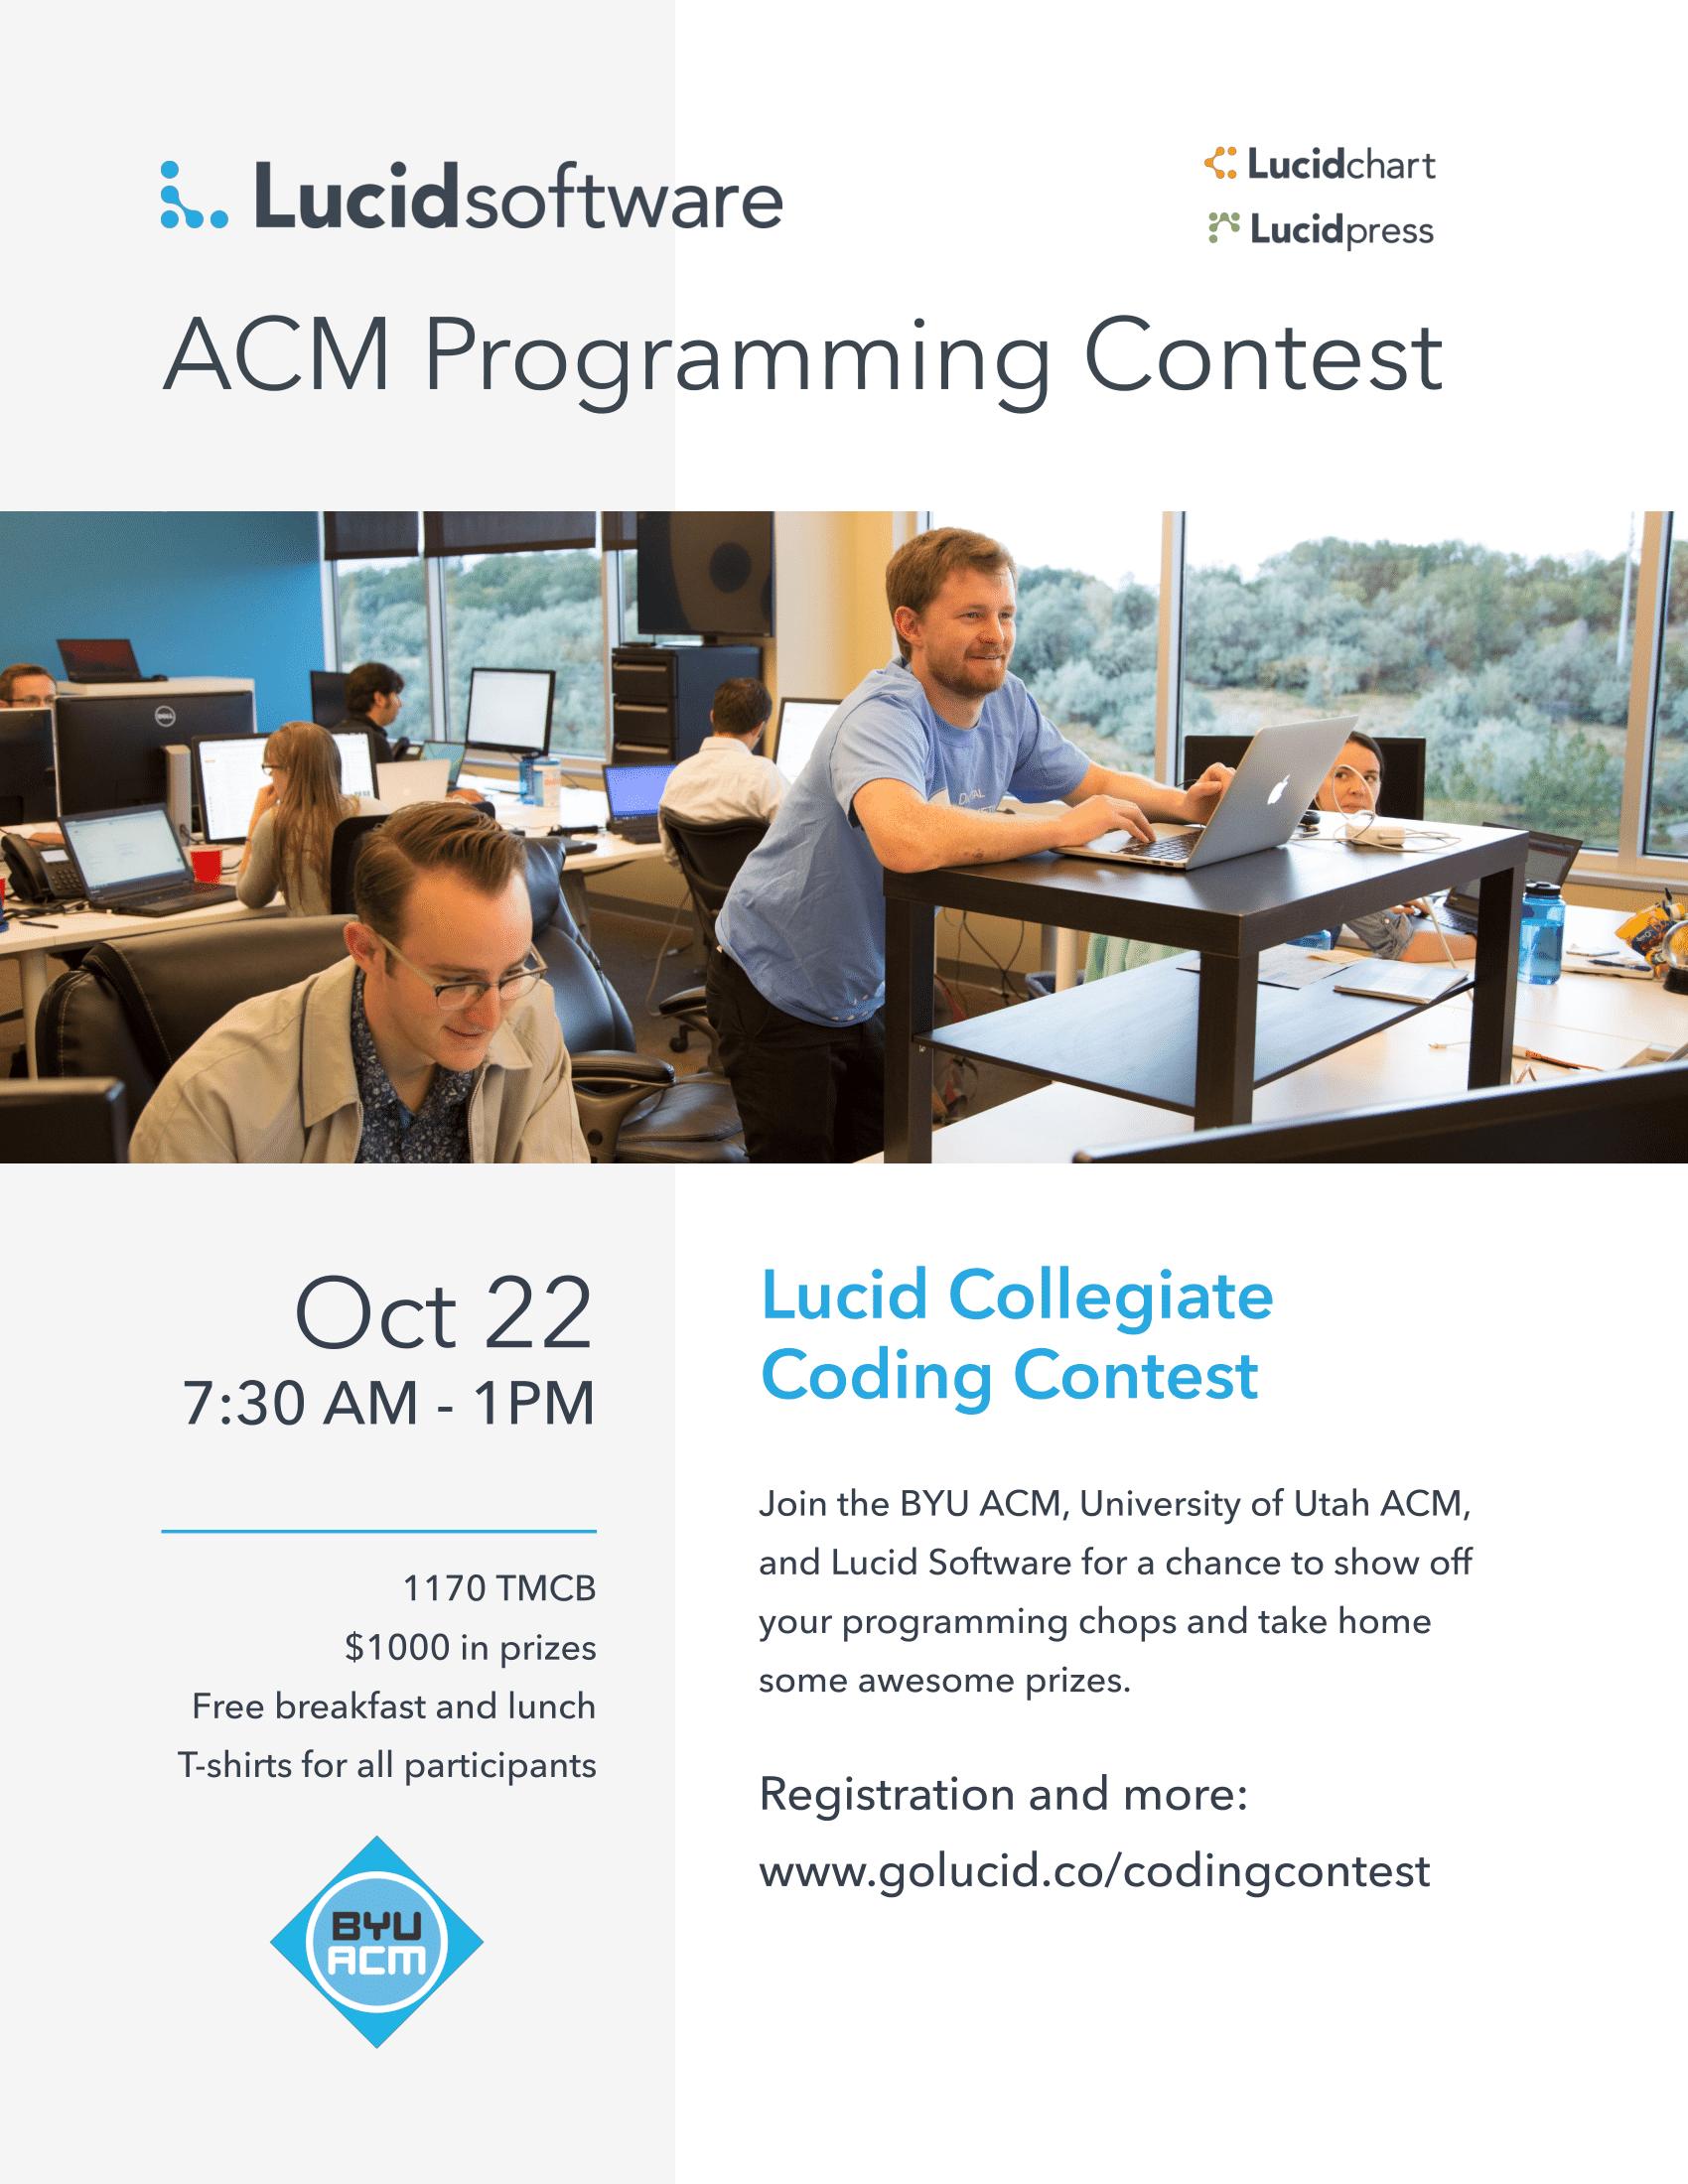 Lucidsoftware
Lucidchart
Lucidpress
ACM Programming Contest
DELL
Oct 22
7:30 AM - 1PM
1170 TMCB
$1000 in prizes
Free breakfast and lunch
T-shirts for all participants
BYU
ACM
Lucid Collegiate
Coding Contest
Join the BYU ACM, University of Utah ACM,
and Lucid Software for a chance to show off
your programming chops and take home
some awesome prizes.
Registration and more:
www.golucid.co/codingcontest